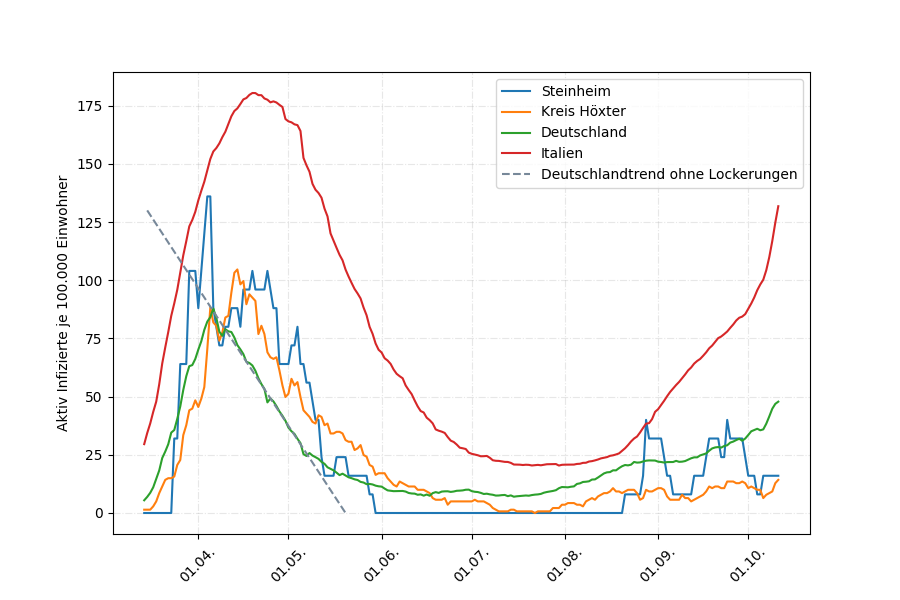 Aktiv Infizierte je 100.000 Einwohner
175
150
125
100
75
50
25
0
01.04.
01.05.
01.06.
01.07.
01.08.
01.09.
01.10.
Steinheim
Kreis Höxter
Deutschland
Italien
Deutschlandtrend ohne Lockerungen